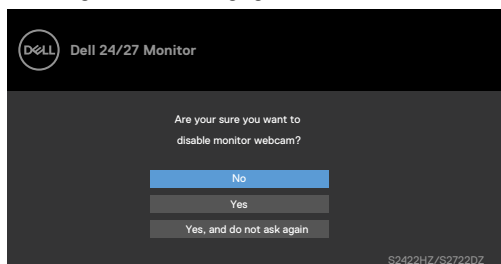 DELL
Dell 24/27 Monitor
Are your sure you want to
disable monitor webcam?
No
Yes
Yes, and do not ask again
S2422HZ/S2722DZ